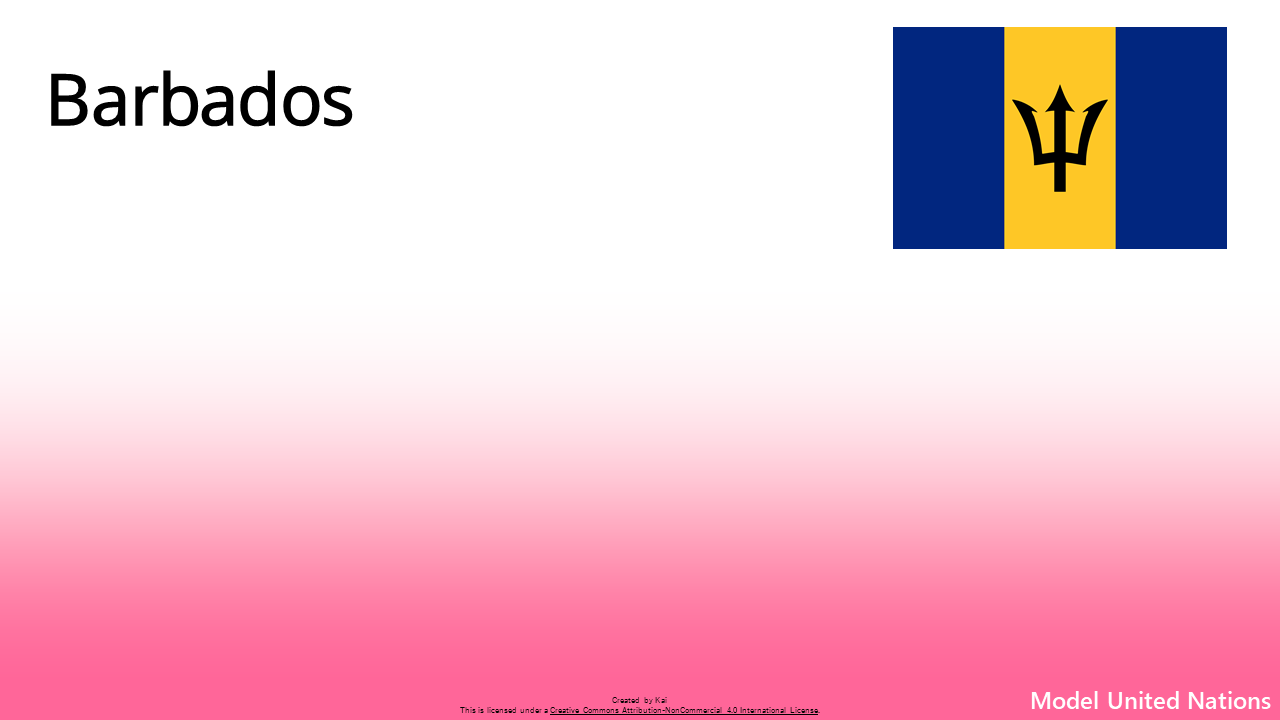 Barbados
Created by Kai
This is licensed under a Creative Commons Attribution-NonCommercial 4.0 International License.
Model United Nations